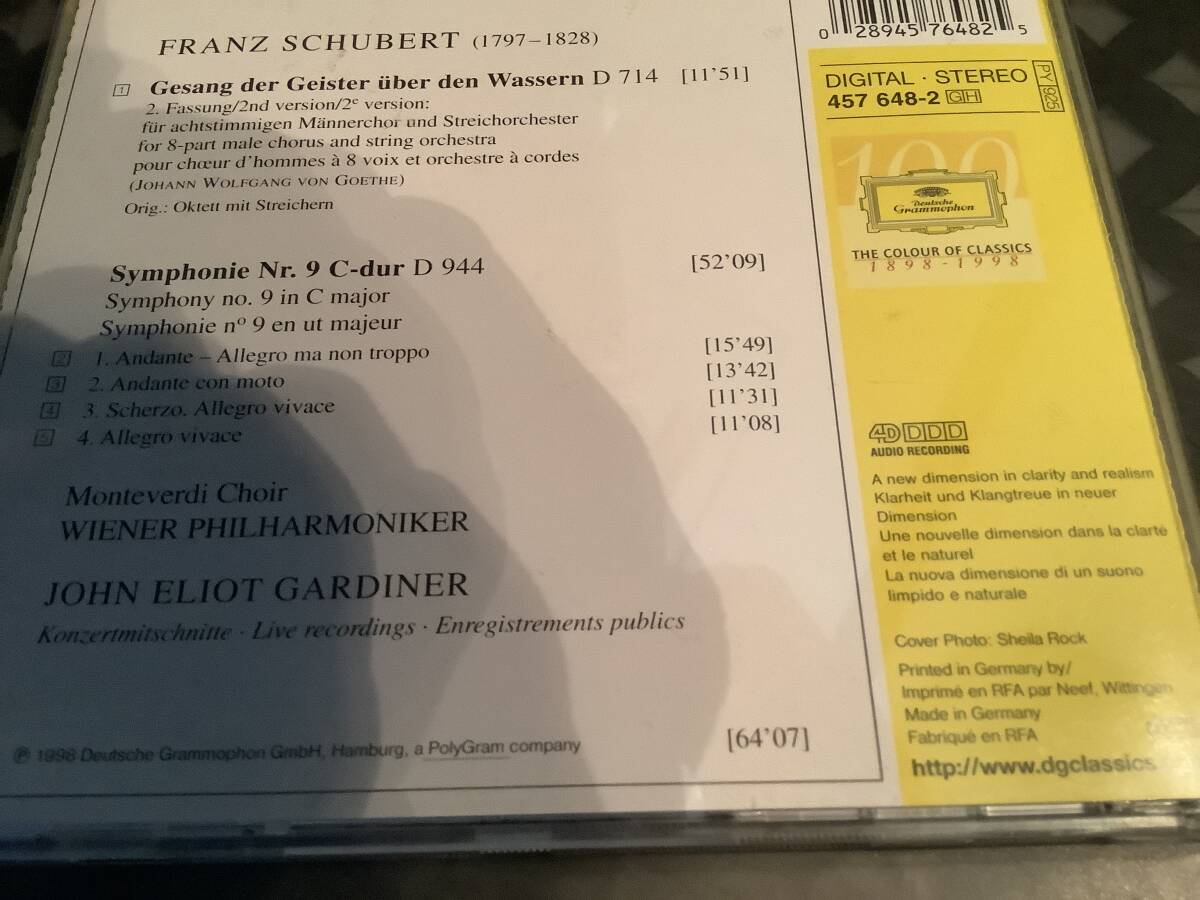 FRANZ SCHUBERT (1797–1828)
1 Gesang der Geister über den Wassern D 714 [11'51]
2. Fassung/2nd version/2e version:
für achtstimmigen Männerchor und Streichorchester
for 8-part male chorus and string orchestra
pour chœur d'hommes à 8 voix et orchestre à cordes
(JOHANN WOLFGANG VON GOETHE)
Orig.: Oktett mit Streichern
Symphonie Nr. 9 C-dur D 944 [52'09]
Symphony no. 9 in C major
Symphonie no 9 en ut majeur
2 1. Andante – Allegro ma non troppo [15'49]
3 2. Andante con moto [13'42]
4 3. Scherzo. Allegro vivace [11'31]
5 4. Allegro vivace [11'08]
Monteverdi Choir
WIENER PHILHARMONIKER
JOHN ELIOT GARDINER
Konzertmitschnitte · Live recordings · Enregistrements publics
℗ 1998 Deutsche Grammophon GmbH, Hamburg, a PolyGram company [64'07]
0 28945 76482 5
DIGITAL · STEREO
457 648-2 GH
PY 925
100
Deutsche
Grammophon
THE COLOUR OF CLASSICS
1898-1998
4D DDD
AUDIO RECORDING
A new dimension in clarity and realism
Klarheit und Klangtreue in neuer
Dimension
Une nouvelle dimension dans la clarté
et le naturel
La nuova dimensione di un suono
limpido e naturale
Cover Photo: Sheila Rock
Printed in Germany by/
Imprimé en RFA par Neef, Wittingen
Made in Germany
Fabriqué en RFA
http://www.dgclassics